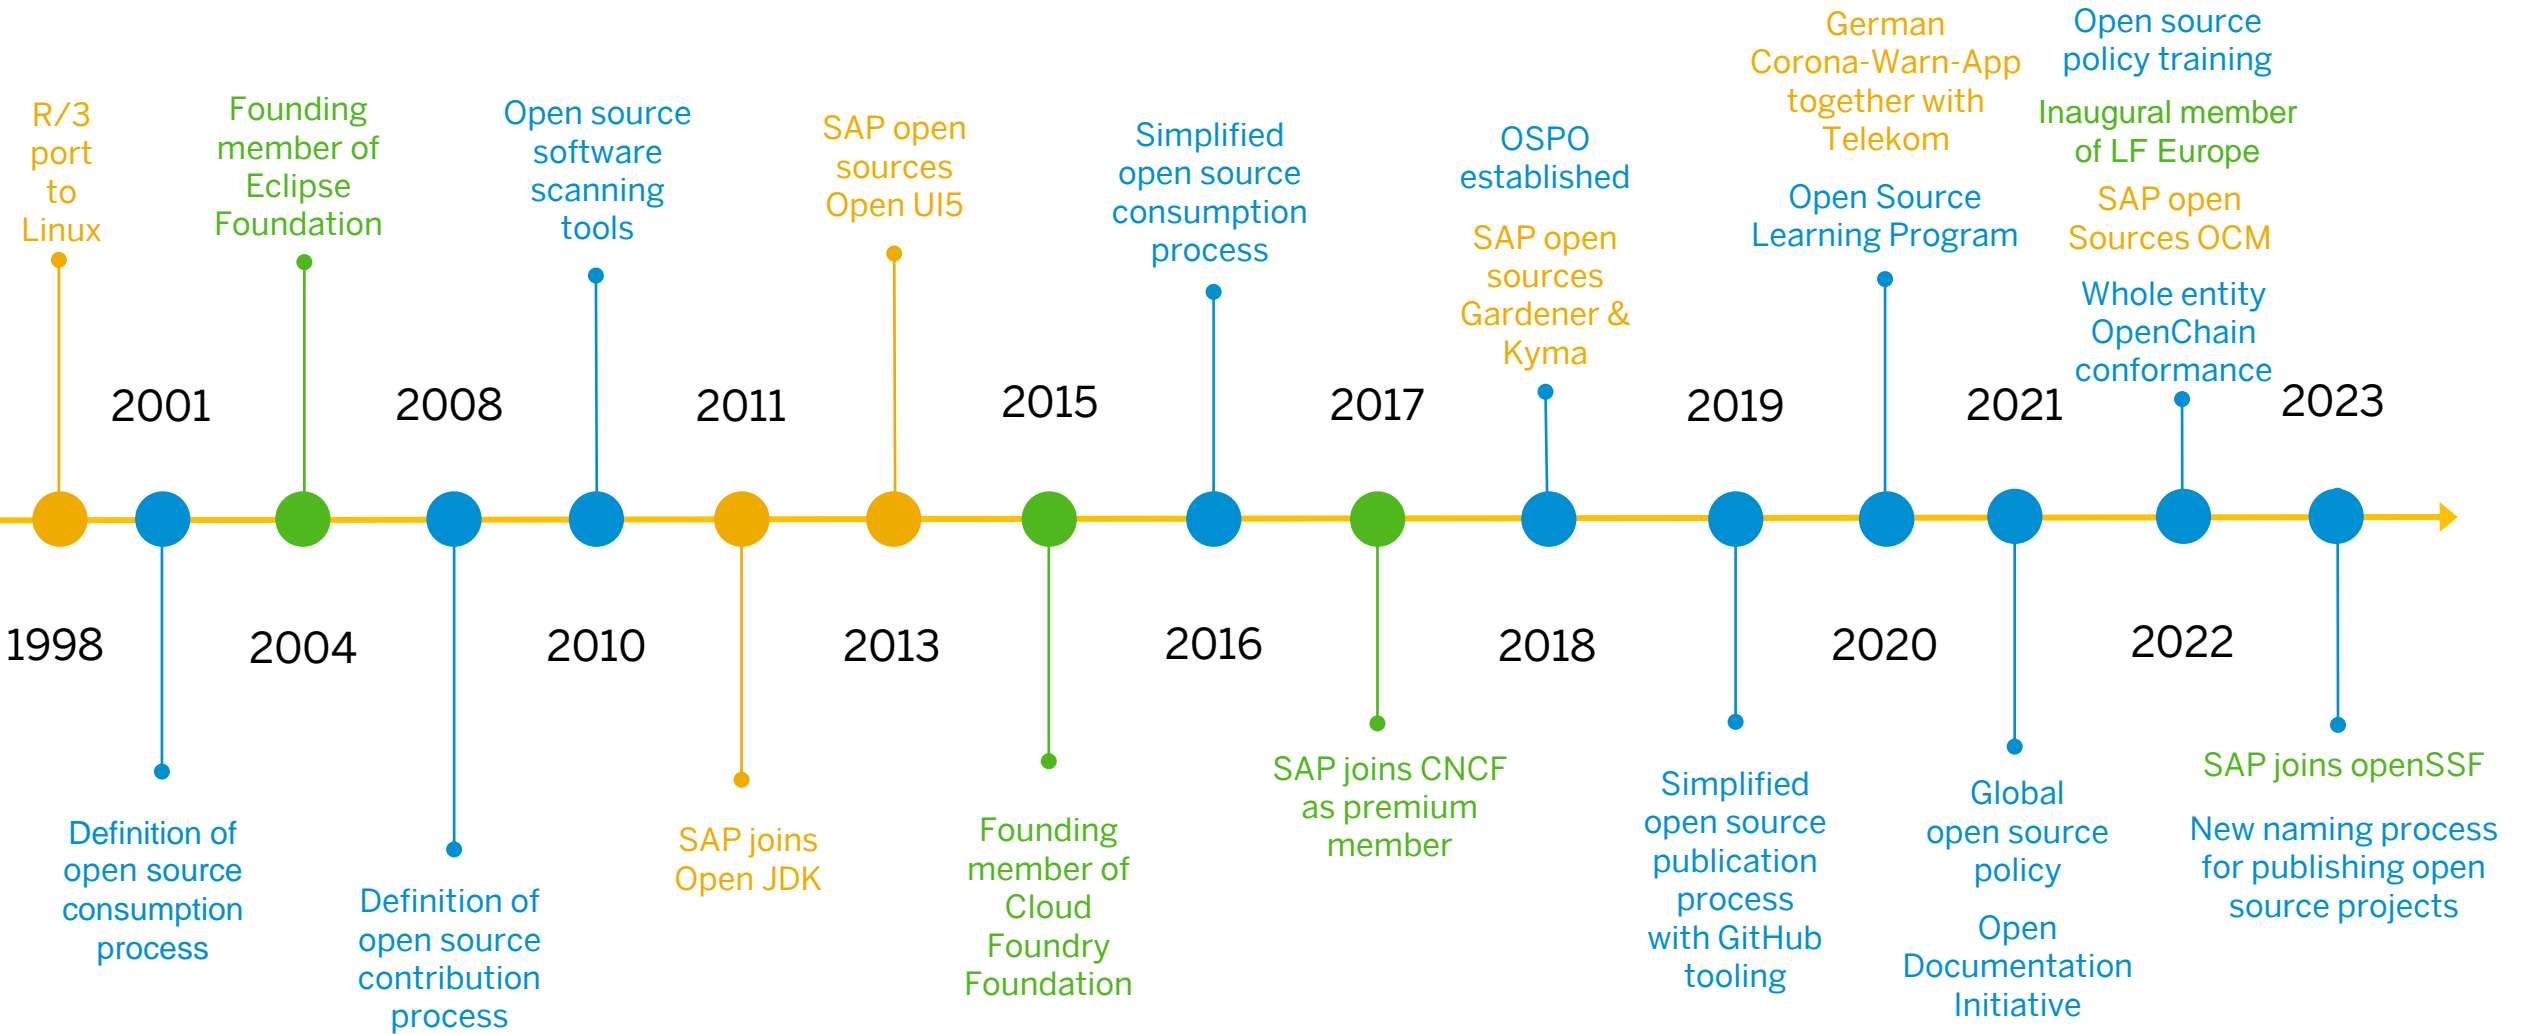 R/3
port
to
Linux
1998
2001
Definition of
open source
consumption
process
Founding
member of
Eclipse
Foundation
2004
2008
Definition of
open source
contribution
process
Open source
software
scanning
tools
2010
2011
SAP joins
Open JDK
SAP open
sources
Open UI5
2013
2015
Founding
member of
Cloud
Foundry
Foundation
Simplified
open source
consumption
process
2016
2017
SAP joins CNCF
as premium
member
OSPO
established
SAP open
sources
Gardener &
Kyma
2018
2019
Simplified
open source
publication
process
with GitHub
tooling
German
Corona-Warn-App
together with
Telekom
Open Source
Learning Program
2020
2021
Global
open source
policy
Open
Documentation
Initiative
Open source
policy training
Inaugural member
of LF Europe
SAP open
Sources OCM
Whole entity
OpenChain
conformance
2022
2023
SAP joins openSSF
New naming process
for publishing open
source projects